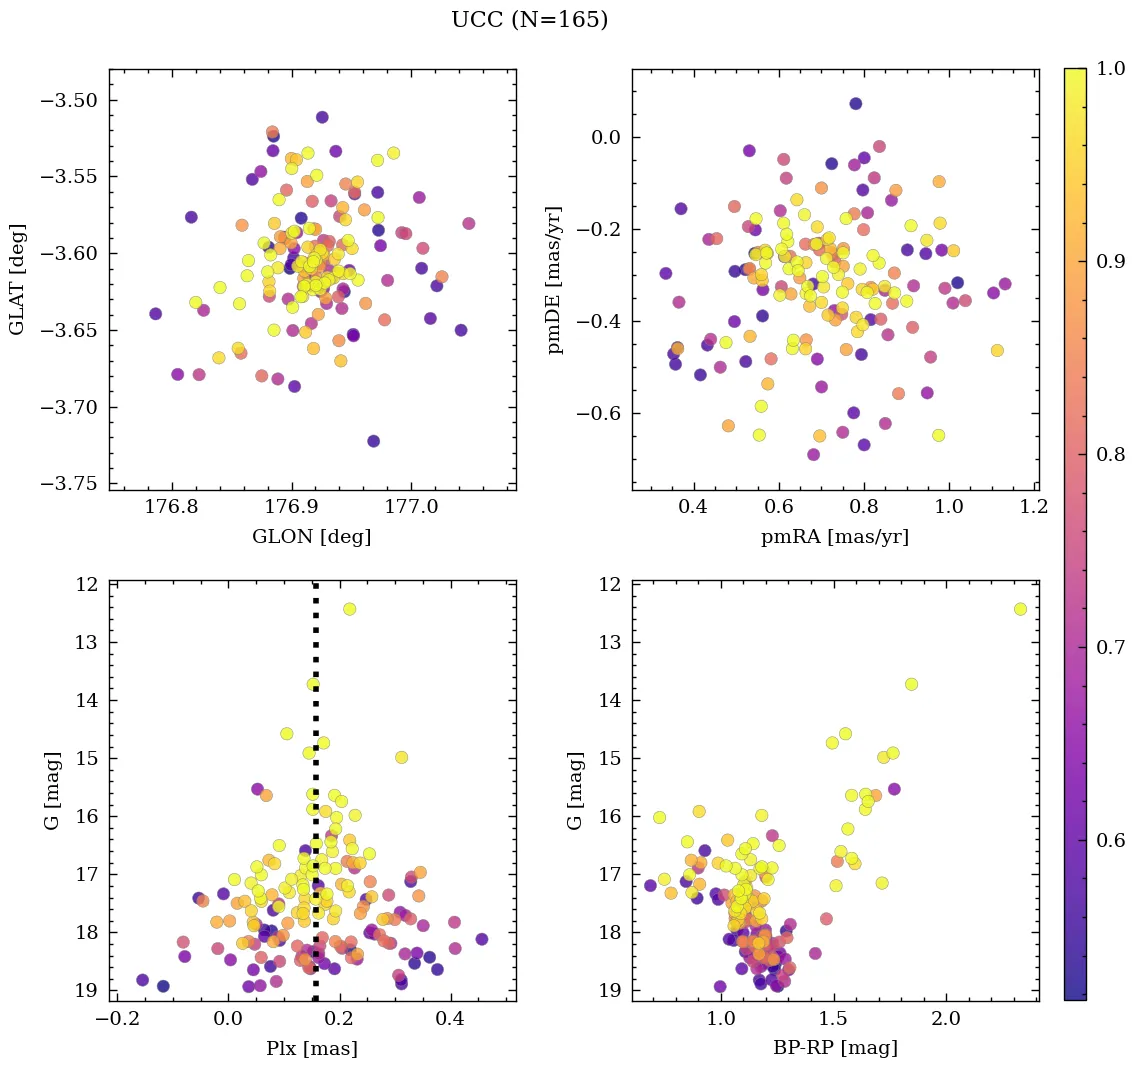 UCC (N=165)
−3.50
−3.55
−3.60
−3.65
−3.70
−3.75
GLAT [deg]
176.8 176.9 177.0
GLON [deg]
0.0
−0.2
−0.4
−0.6
pmDE [mas/yr]
0.4 0.6 0.8 1.0 1.2
pmRA [mas/yr]
12
13
14
15
16
17
18
19
G [mag]
−0.2 0.0 0.2 0.4
Plx [mas]
12
13
14
15
16
17
18
19
G [mag]
1.0 1.5 2.0
BP-RP [mag]
1.0
0.9
0.8
0.7
0.6